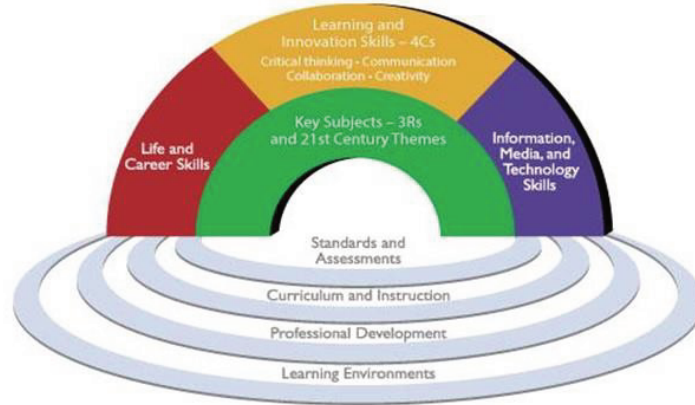 Learning and
Innovation Skills – 4Cs
Critical thinking • Communication
Collaboration • Creativity
Key Subjects – 3Rs
and 21st Century Themes
Life and
Career Skills
Information,
Media, and
Technology
Skills
Standards and
Assessments
Curriculum and Instruction
Professional Development
Learning Environments